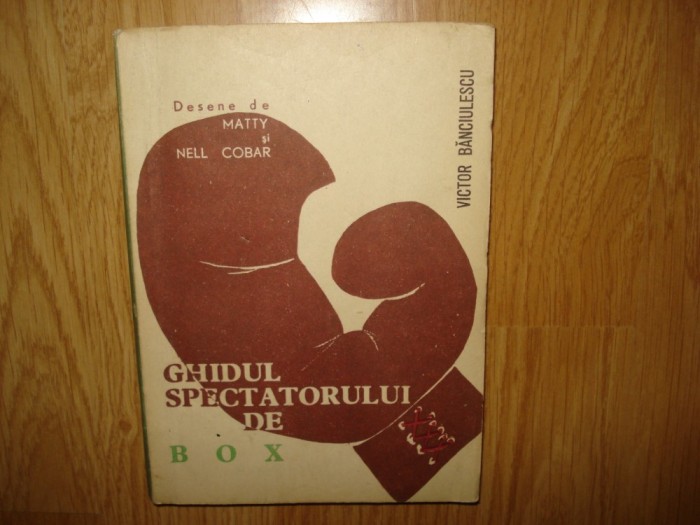 Desene de
MATTY
și
NELL COBAR
VICTOR BĂNCIULESCU
GHIDUL
SPECTATORULUI
DE
BOX